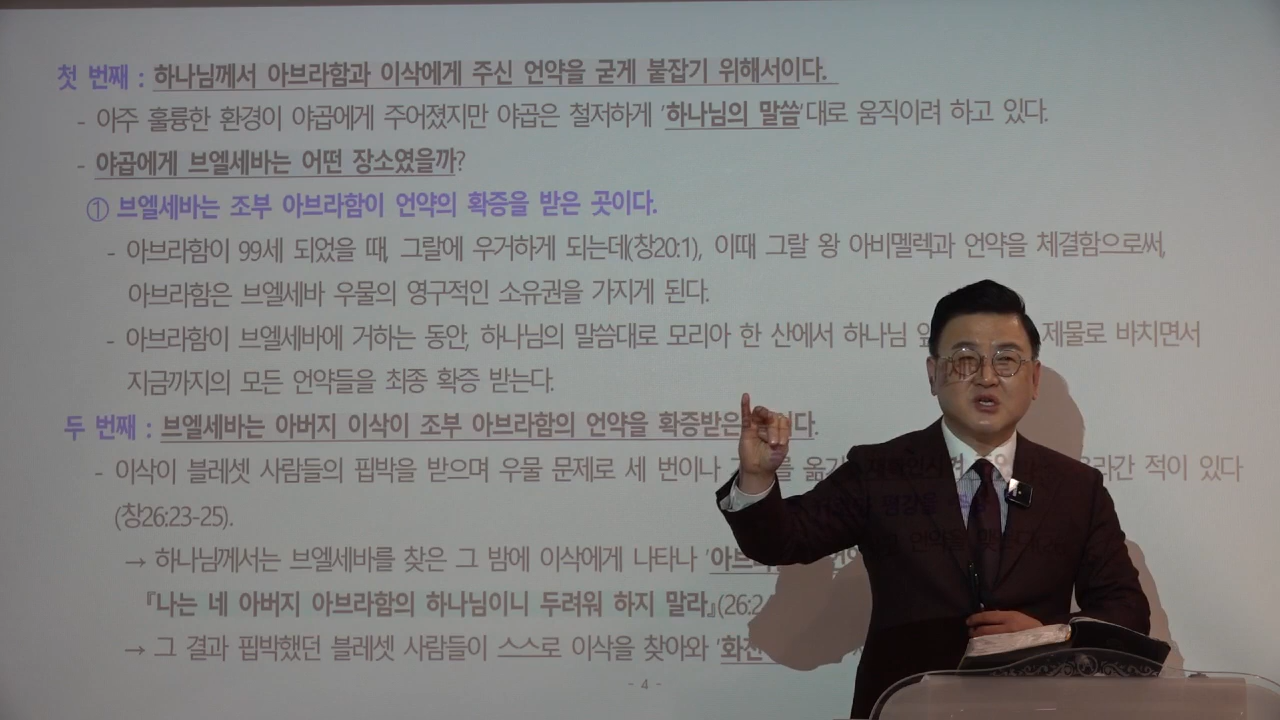 첫 번째 : 하나님께서 아브라함과 이삭에게 주신 언약을 굳게 붙잡기 위해서이다.
- 아주 훌륭한 환경이 야곱에게 주어졌지만 야곱은 철저하게 '하나님의 말씀'대로 움직이려 하고 있다.
- 야곱에게 브엘세바는 어떤 장소였을까?
① 브엘세바는 조부 아브라함이 언약의 확증을 받은 곳이다.
- 아브라함이 99세 되었을 때, 그랄에 우거하게 되는데(창20:1), 이때 그랄 왕 아비멜렉과 언약을 체결함으로써,
아브라함은 브엘세바 우물의 영구적인 소유권을 가지게 된다.
- 아브라함이 브엘세바에 거하는 동안, 하나님의 말씀대로 모리아 한 산에서 하나님 제물로 바치면서
지금까지의 모든 언약들을 최종 확증 받는다.
두 번째 : 브엘세바는 아버지 이삭이 조부 아브라함의 언약을 확증받은
- 이삭이 블레셋 사람들의 핍박을 받으며 우물 문제로 세 번이나 올라간 적이 있다
(창26:23-25).
→ 하나님께서는 브엘세바를 찾은 그 밤에 이삭에게 나타나
『나는 네 아버지 아브라함의 하나님이니 두려워 하지 말라』(26:2
→ 그 결과 핍박했던 블레셋 사람들이 스스로 이삭을 찾아와 '화친
- 4 -